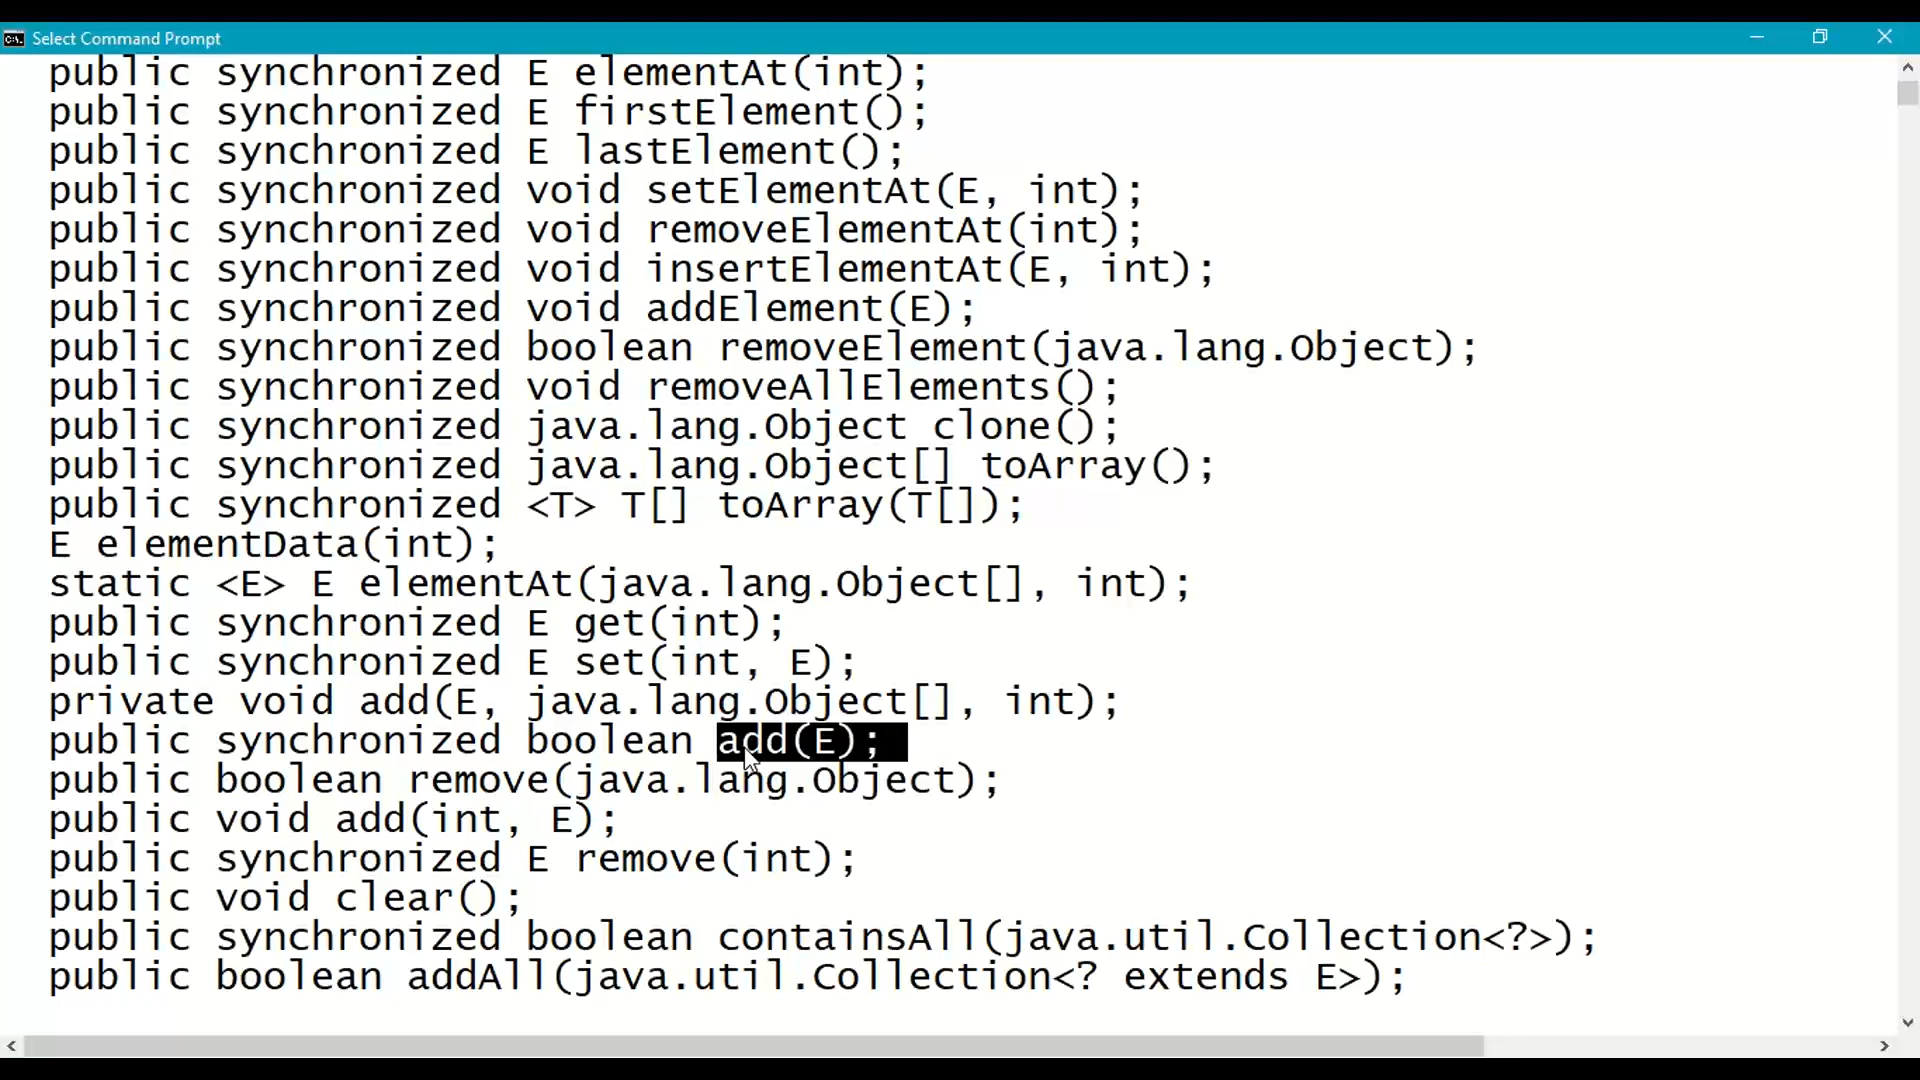 Select Command Prompt
public synchronized E elementAt(int);
public synchronized E firstElement();
public synchronized E lastElement();
public synchronized void setElementAt(E, int);
public synchronized void removeElementAt(int);
public synchronized void insertElementAt(E, int);
public synchronized void addElement(E);
public synchronized boolean removeElement(java.lang.Object);
public synchronized void removeAllElements();
public synchronized java.lang.Object clone();
public synchronized java.lang.Object[] toArray();
public synchronized <T> T[] toArray(T[]);
E elementData(int);
static <E> E elementAt(java.lang.Object[], int);
public synchronized E get(int);
public synchronized E set(int, E);
private void add(E, java.lang.Object[], int);
public synchronized boolean add(E);
public boolean remove(java.lang.Object);
public void add(int, E);
public synchronized E remove(int);
public void clear();
public synchronized boolean containsAll(java.util.Collection<?>);
public boolean addAll(java.util.Collection<? extends E>);